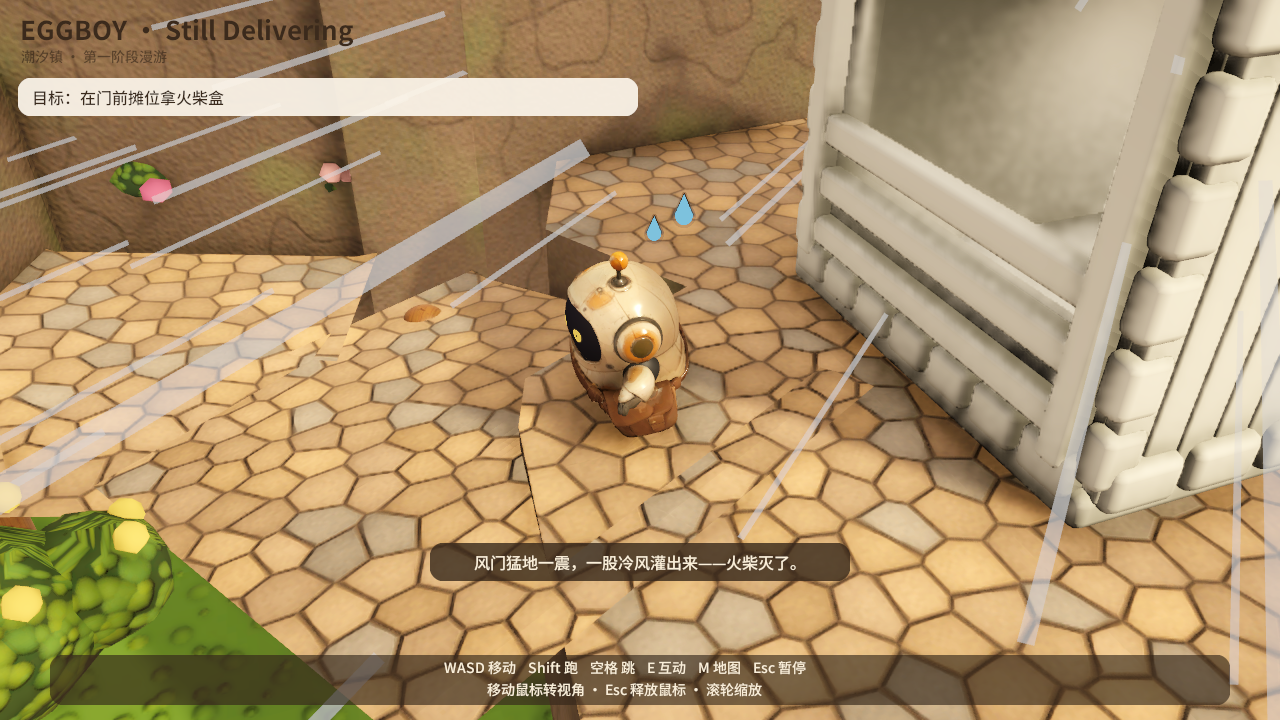 EGGBOY · Still Delivering
潮汐镇 · 第一阶段漫游
目标：在门前摊位拿火柴盒
风门猛地一震，一股冷风灌出来——火柴灭了。
WASD 移动 Shift 跑 空格 跳 E 互动 M 地图 Esc 暂停
移动鼠标转视角 · Esc 释放鼠标 · 滚轮缩放